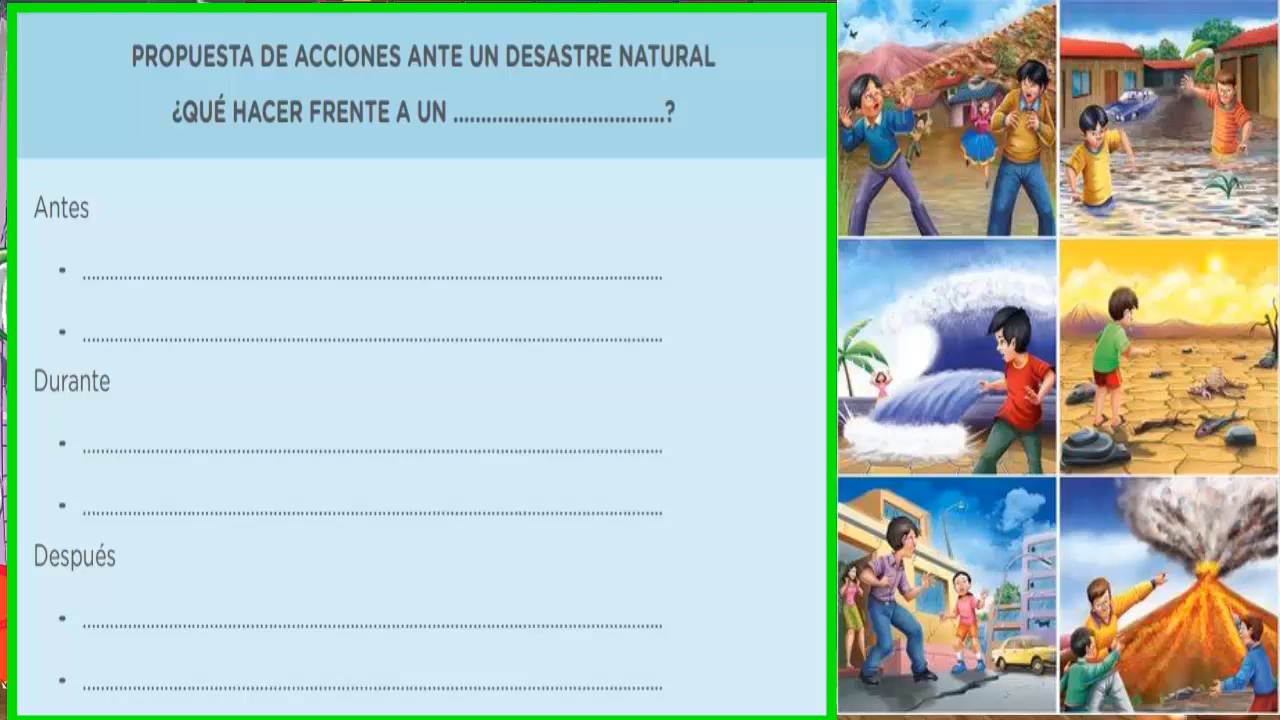 PROPUESTA DE ACCIONES ANTE UN DESASTRE NATURAL
¿QUÉ HACER FRENTE A UN ......................................?
Antes
• ........................................................................................................
• ........................................................................................................
Durante
• ........................................................................................................
• ........................................................................................................
Después
• ........................................................................................................
• ........................................................................................................